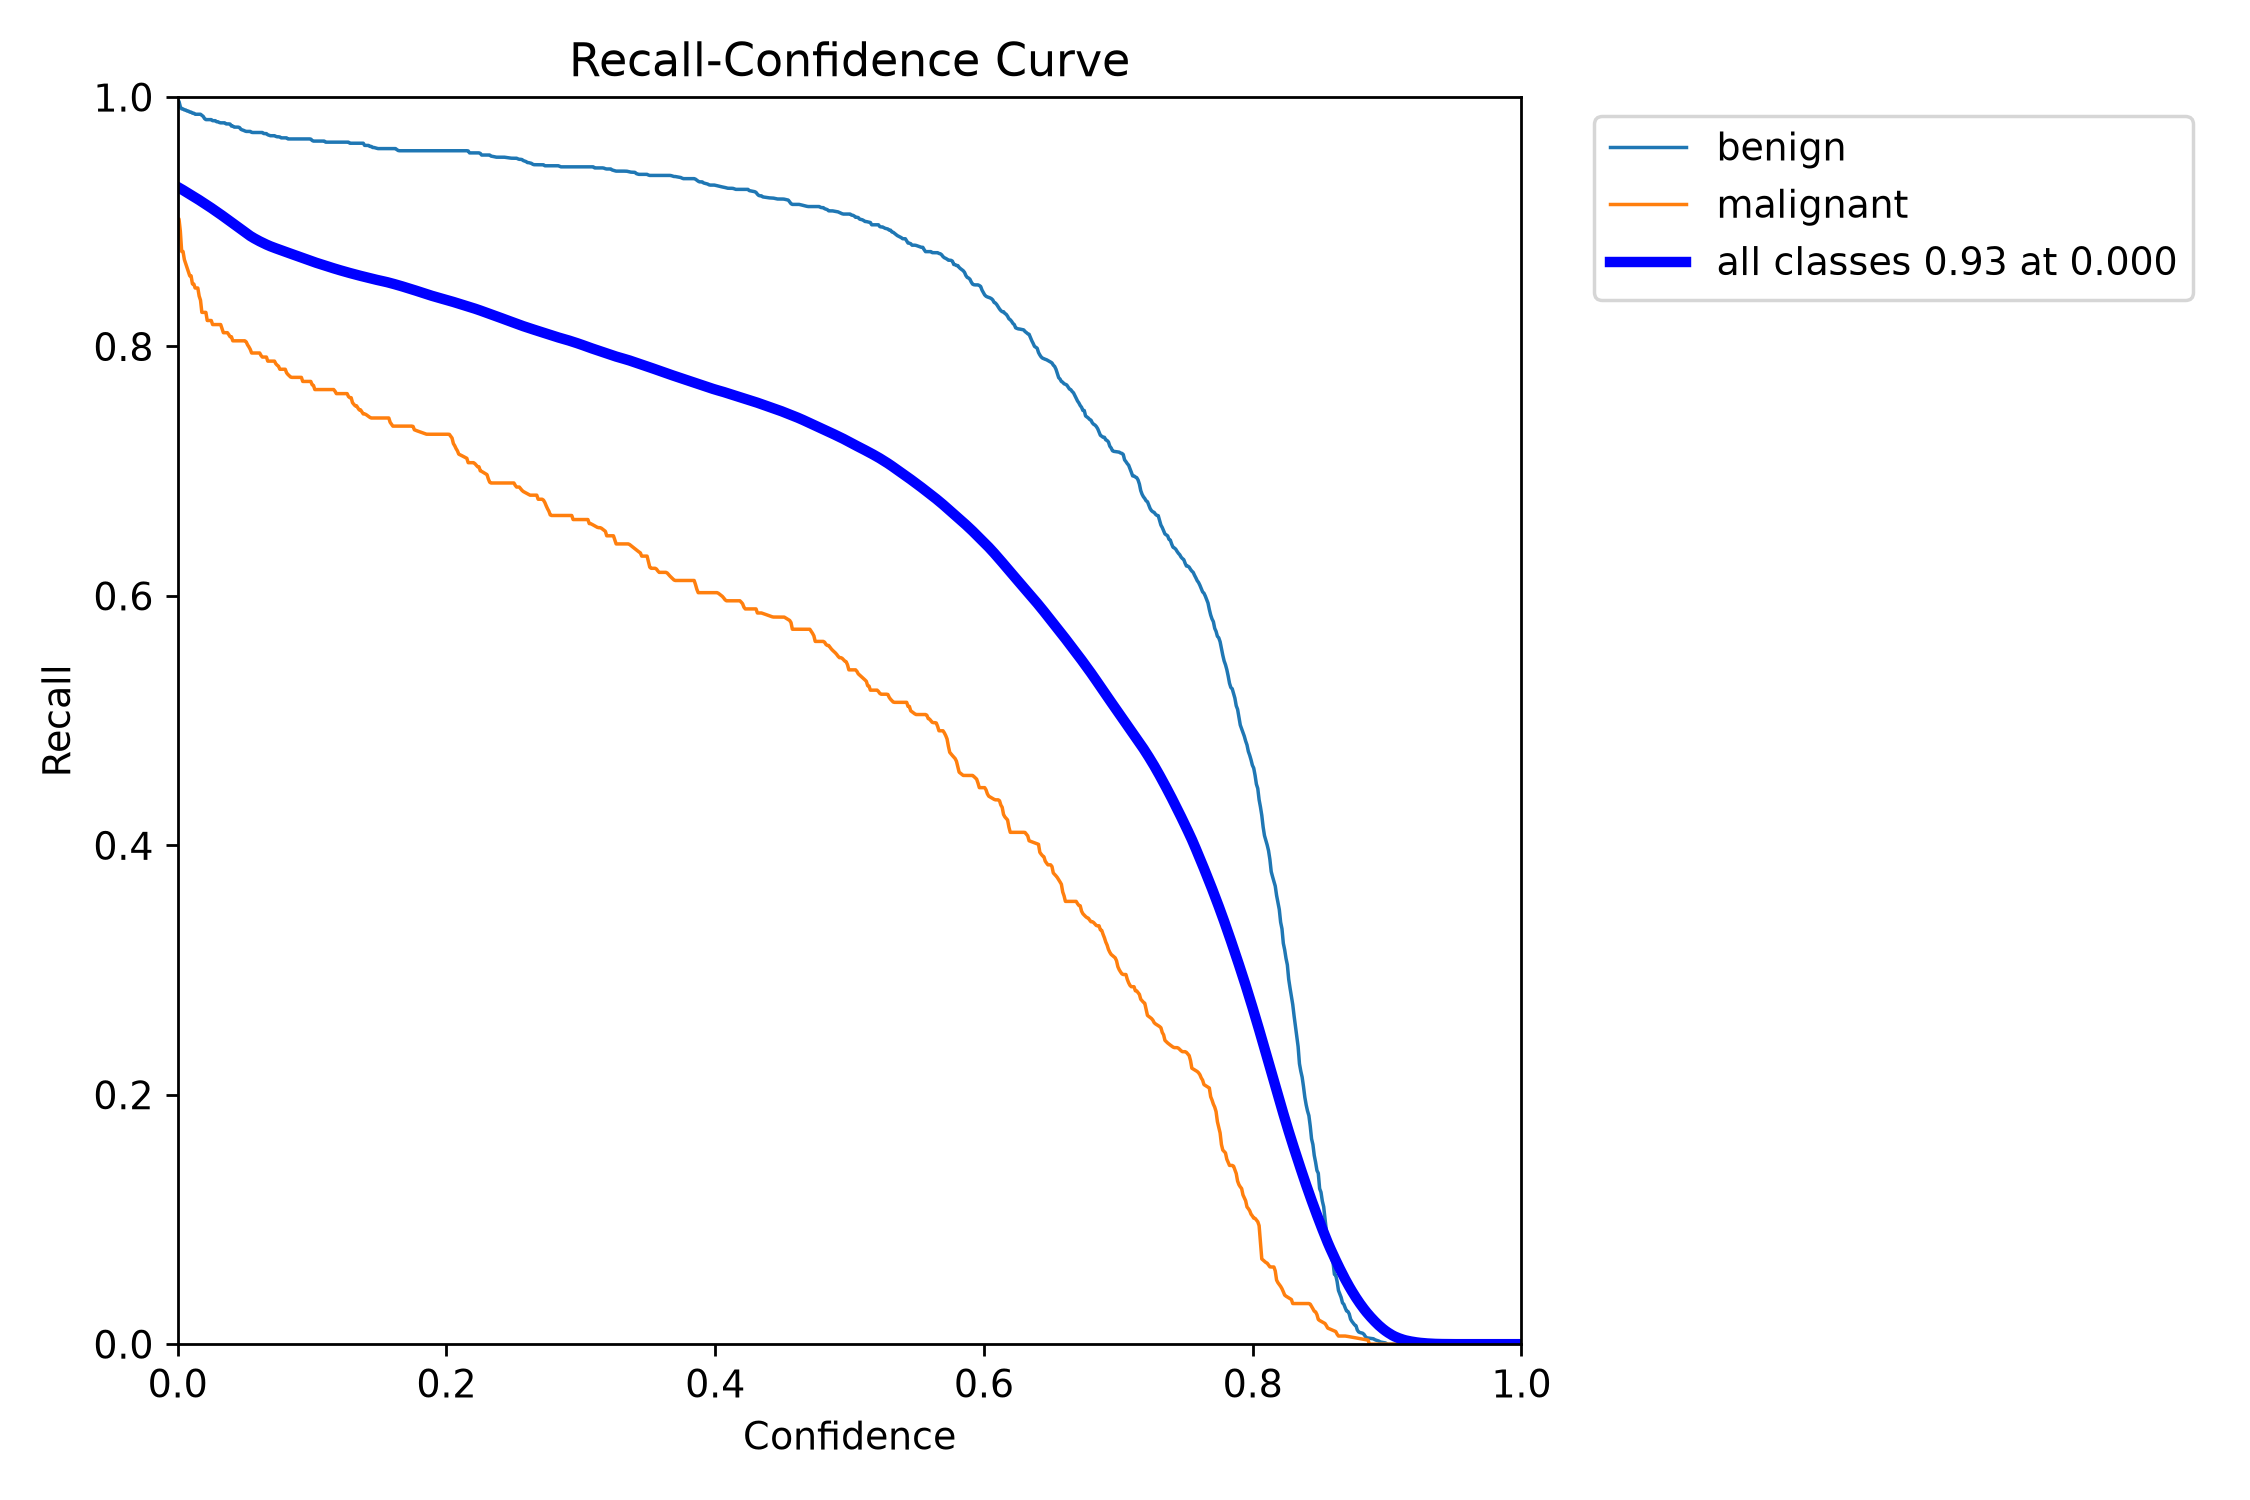 Recall-Confidence Curve
1.0
0.8
0.6
0.4
0.2
0.0
Recall
0.0 0.2 0.4 0.6 0.8 1.0
Confidence
benign
malignant
all classes 0.93 at 0.000